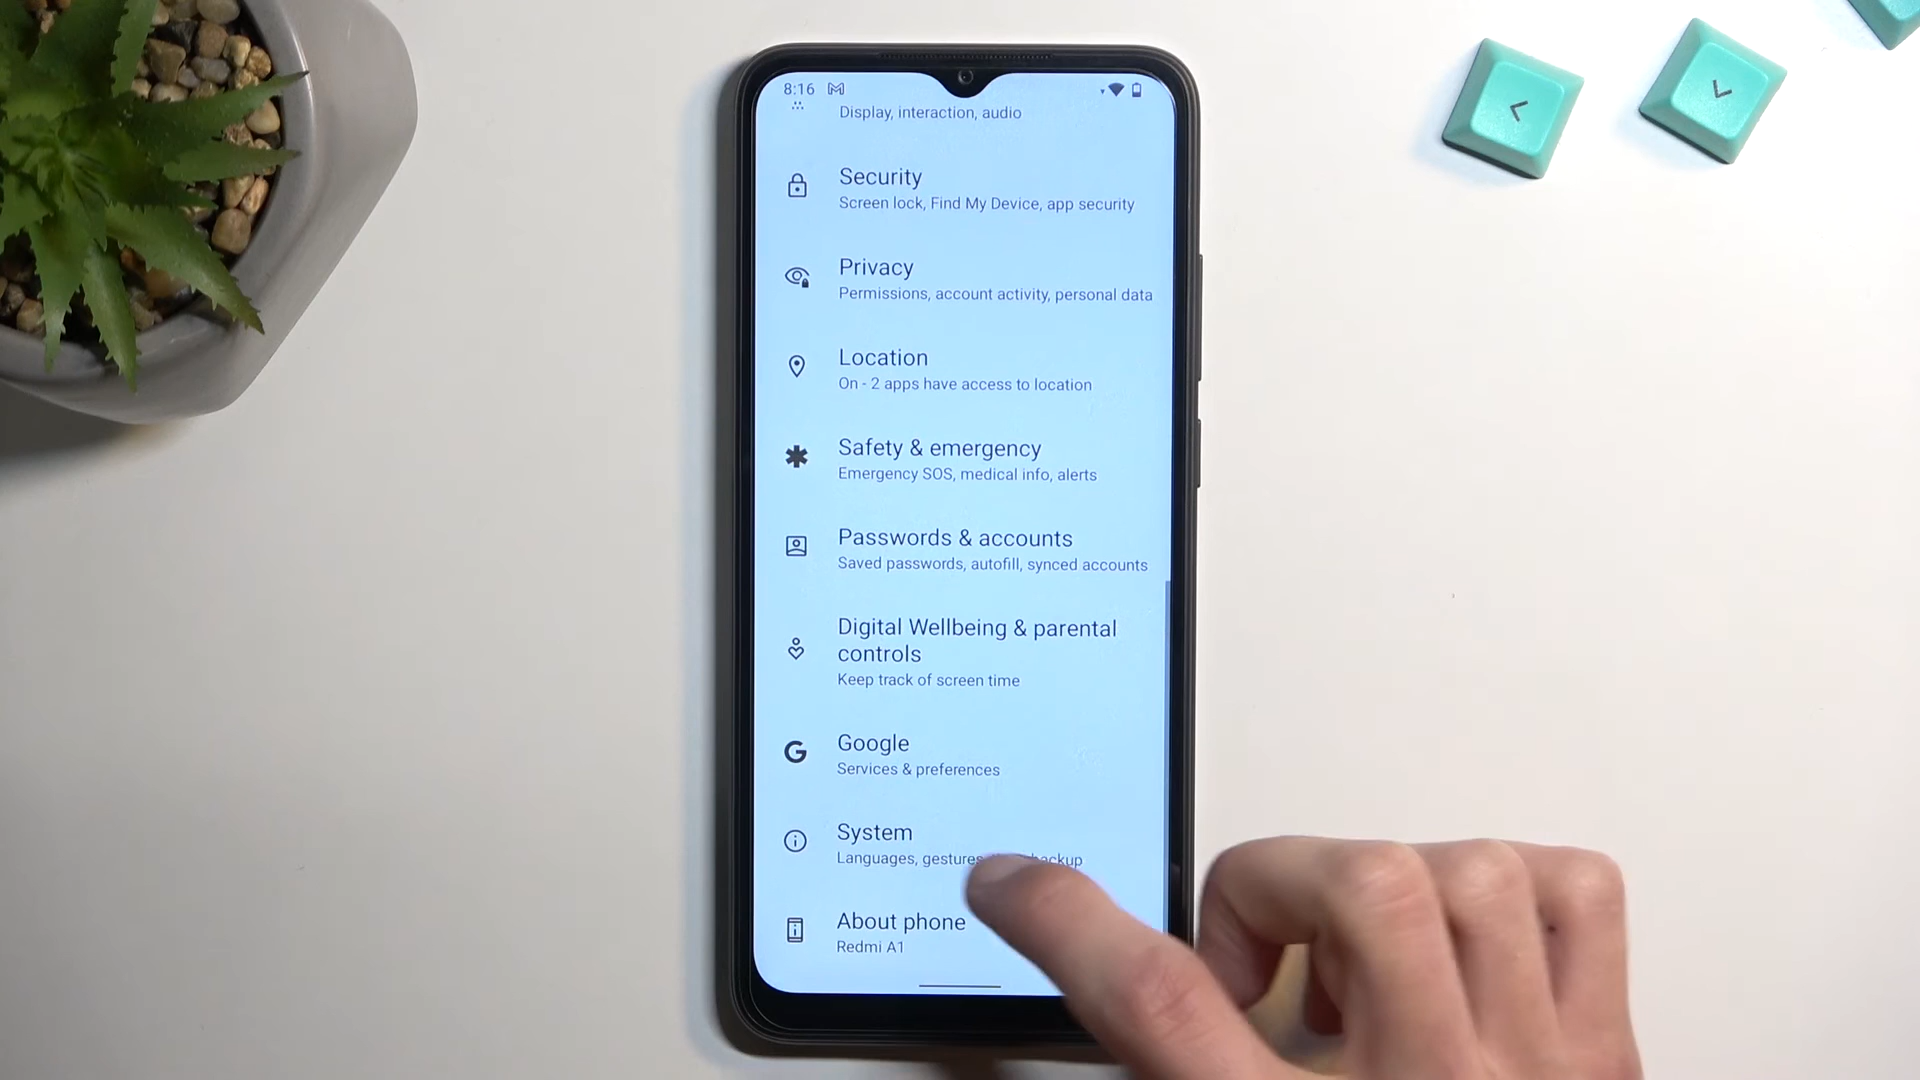 8:16
Display, interaction, audio
Security
Screen lock, Find My Device, app security
Privacy
Permissions, account activity, personal data
Location
On - 2 apps have access to location
Safety & emergency
Emergency SOS, medical info, alerts
Passwords & accounts
Saved passwords, autofill, synced accounts
Digital Wellbeing & parental
controls
Keep track of screen time
Google
Services & preferences
System
Languages, gestures, backup
About phone
Redmi A1